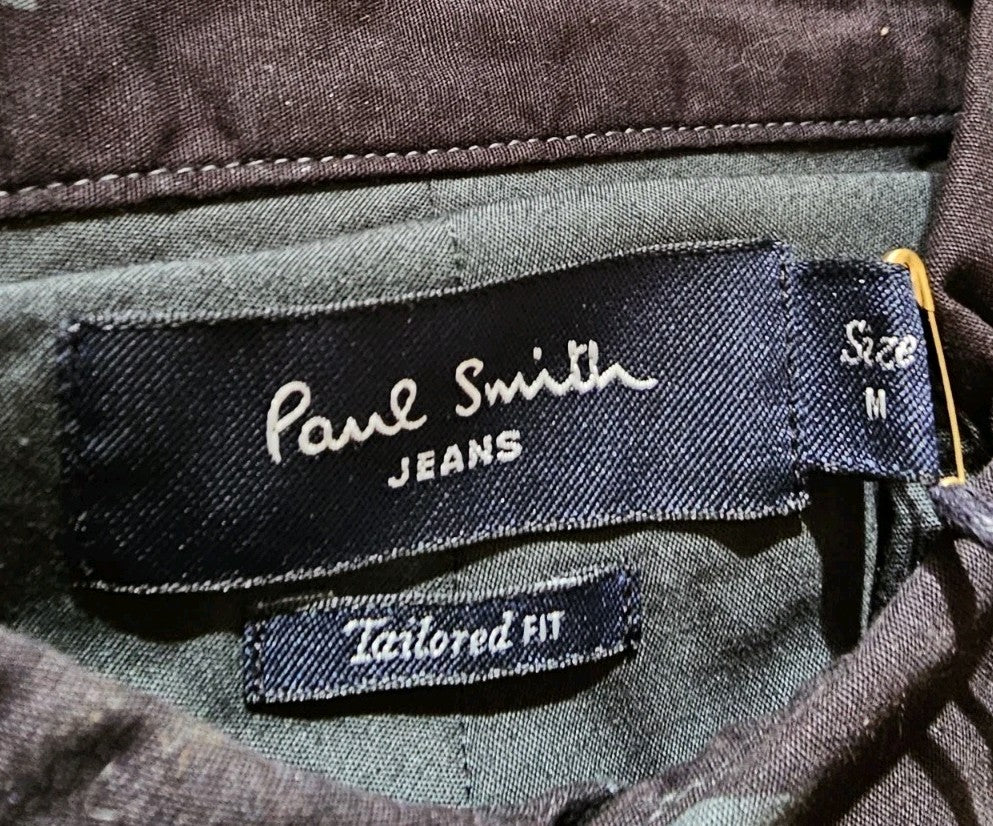 Paul Smith
JEANS
Size
M
Tailored FIT